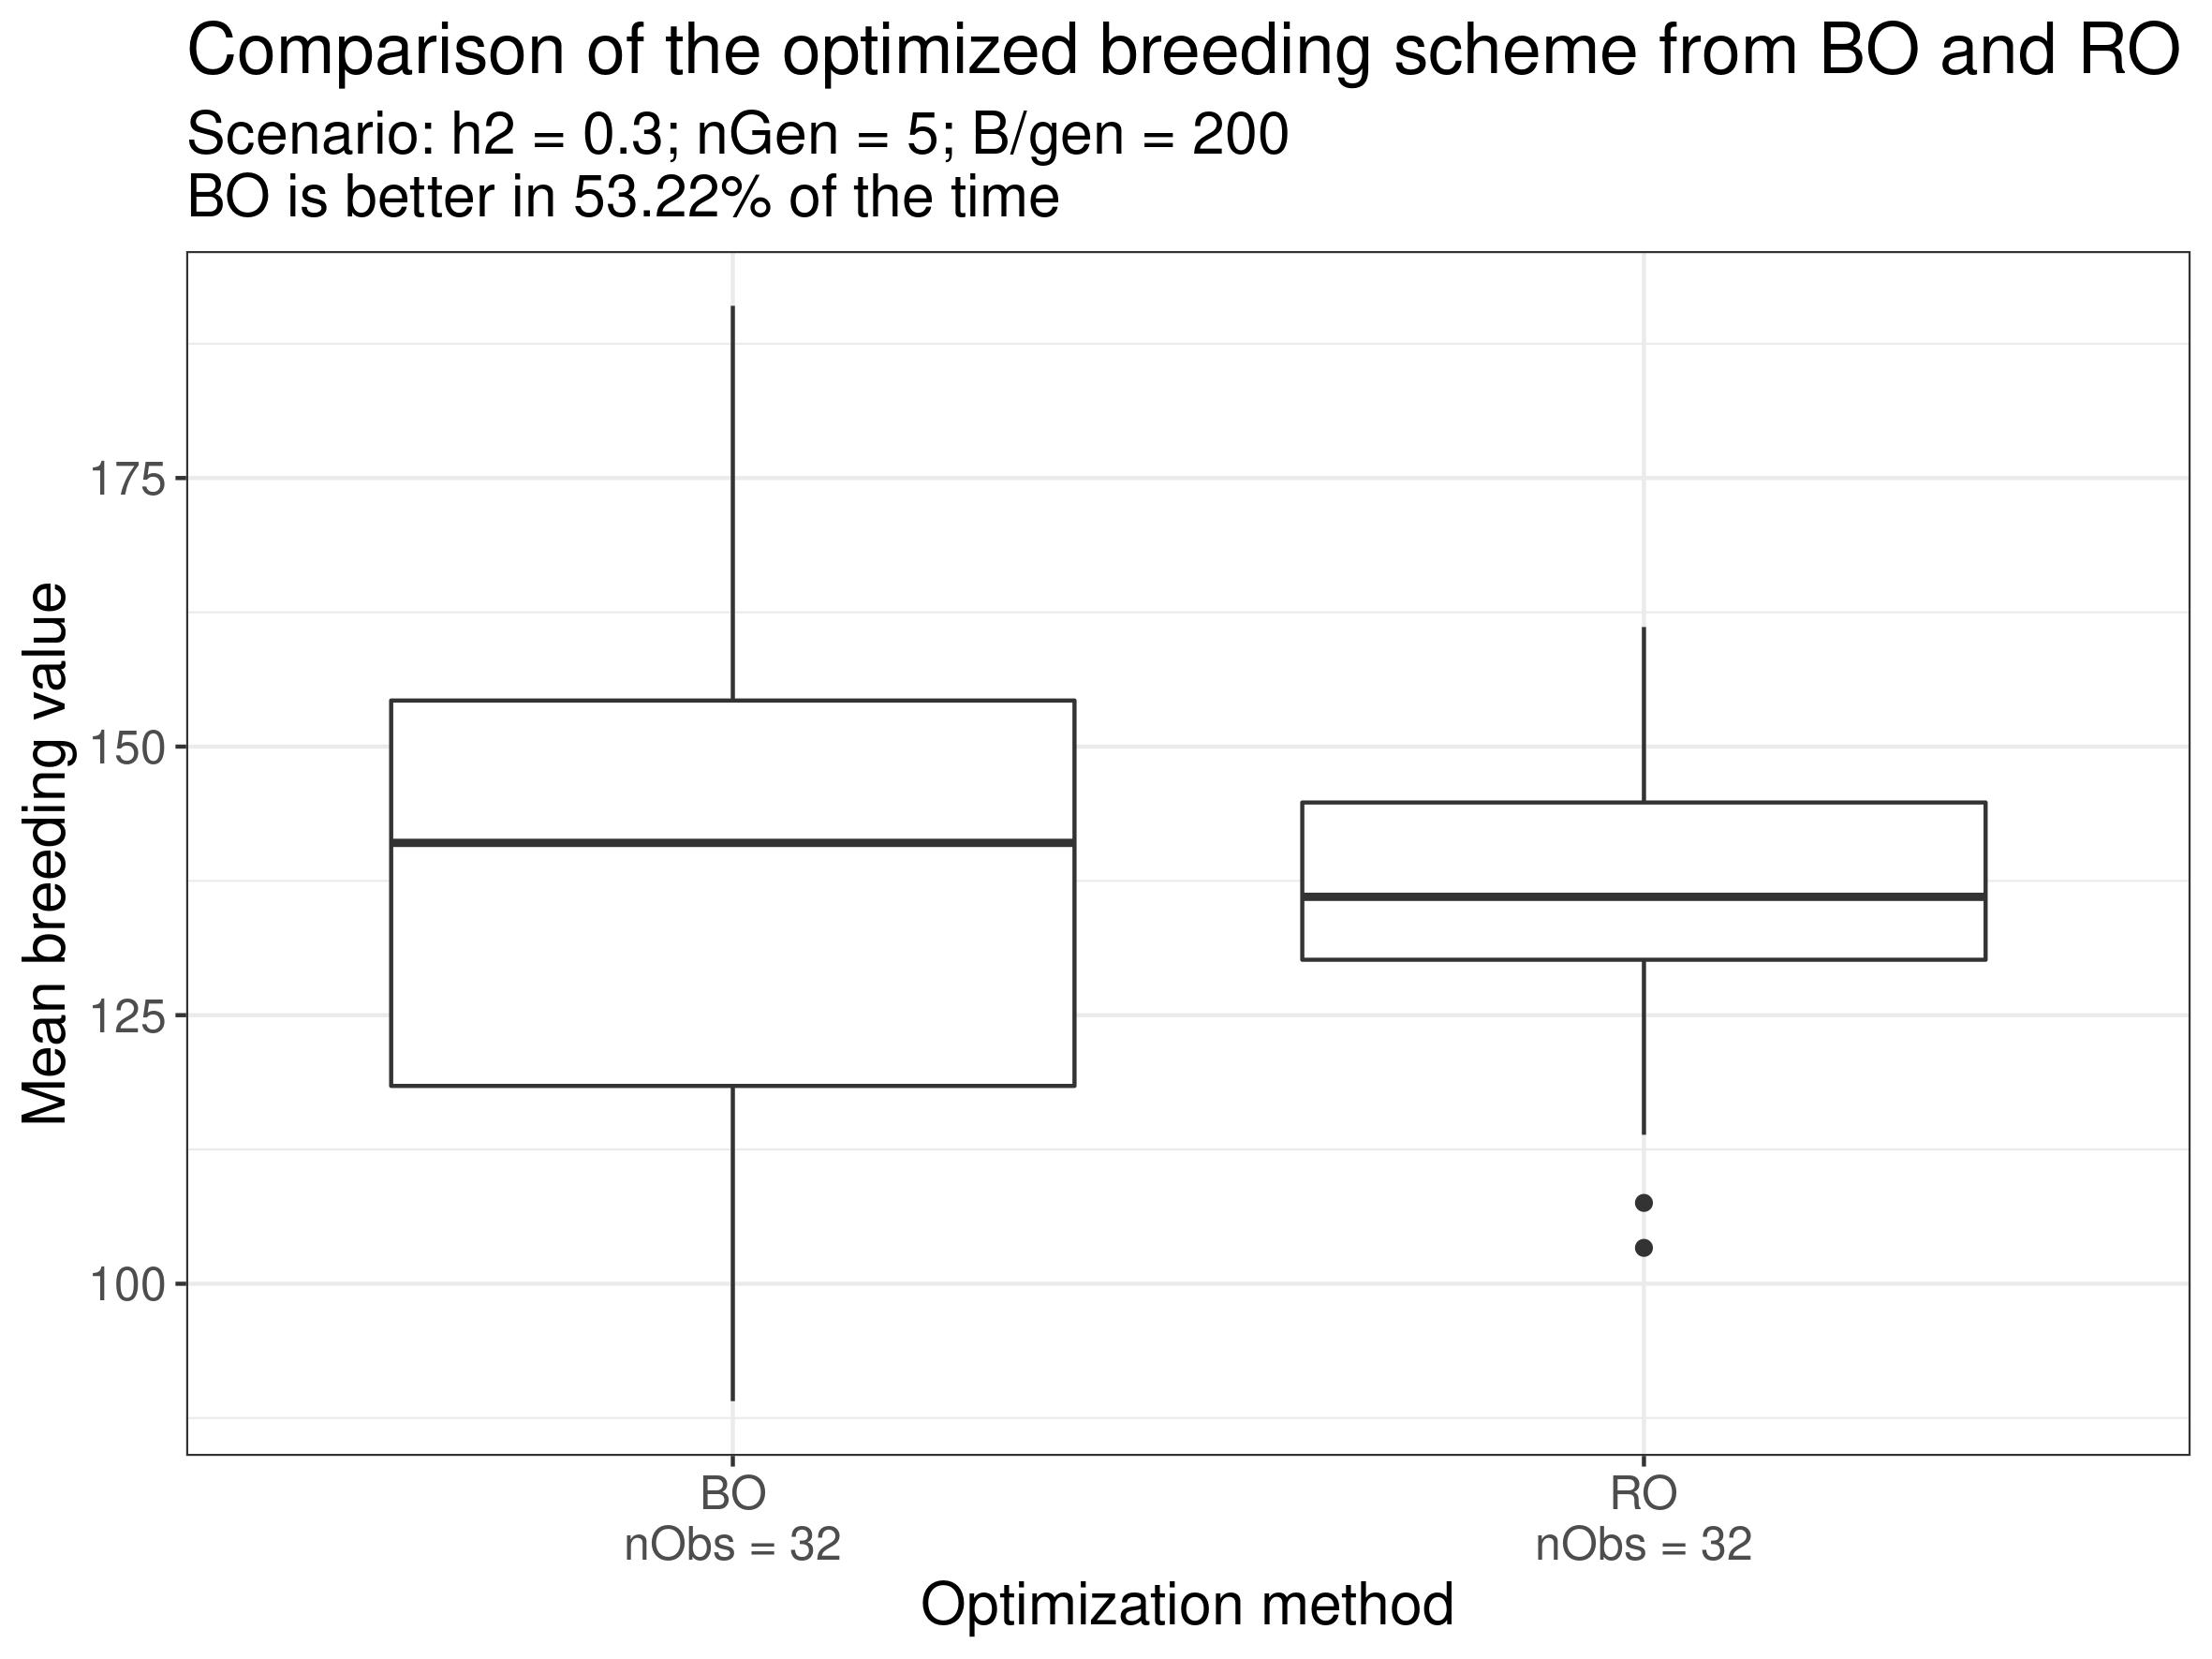 Comparison of the optimized breeding scheme from BO and RO
Scenario: h2 = 0.3; nGen = 5; B/gen = 200
BO is better in 53.22% of the time
Mean breeding value
175
150
125
100
BO
nObs = 32
RO
nObs = 32
Optimization method